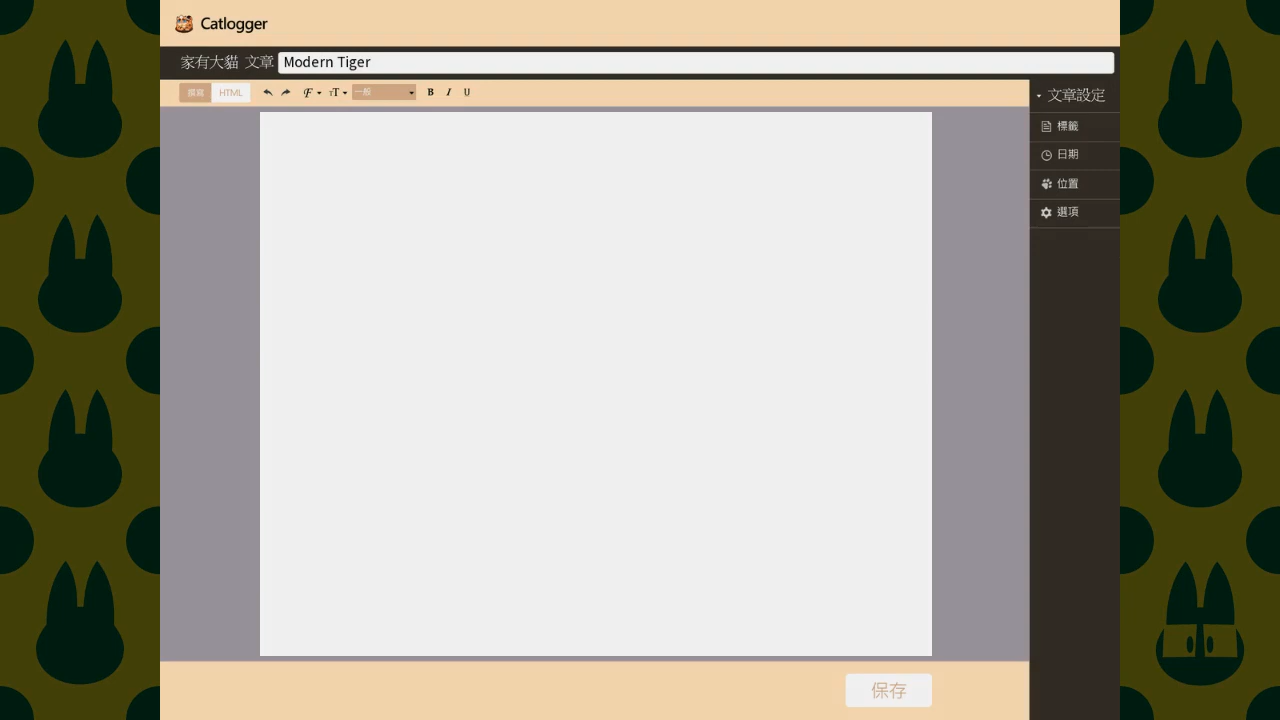 Catlogger
家有大貓 文章 Modern Tiger
撰寫 HTML F TT 一般 B I U
文章設定
標籤
日期
位置
選項
保存